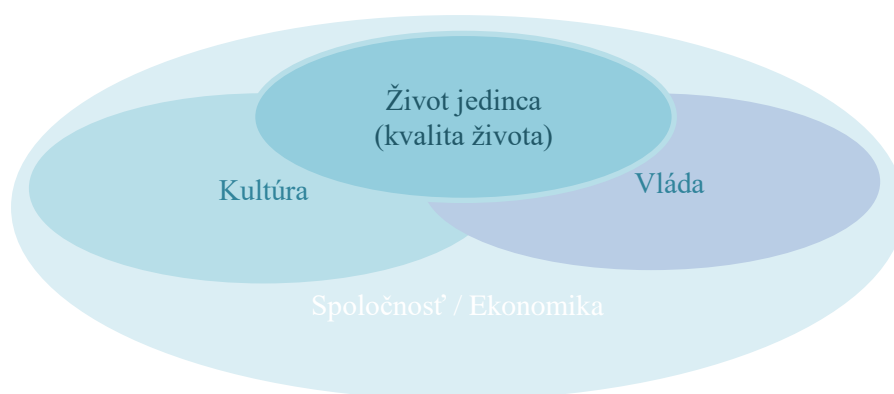 Život jedinca
(kvalita života)
Kultúra
Vláda
Spoločnosť / Ekonomika